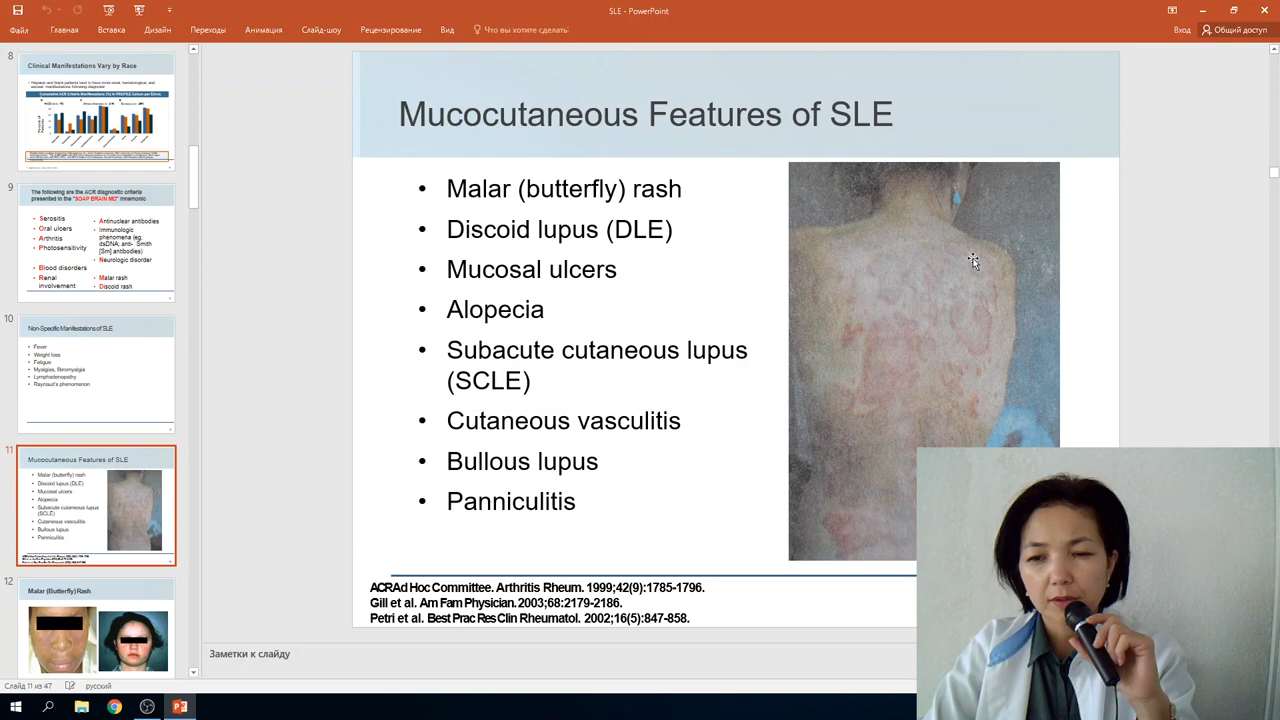 SLE - PowerPoint
Файл Главная Вставка Дизайн Переходы Анимация Слайд-шоу Рецензирование Вид Что вы хотите сделать? Вход Общий доступ
8
Clinical Manifestations Vary by Race
9
The following are the ACR diagnostic criteria
presented in the "SOAP BRAIN MD" mnemonic
Serositis
Oral ulcers
Arthritis
Photosensitivity
Blood disorders
Renal
involvement
Antinuclear antibodies
Immunologic
phenomena (eg,
dsDNA; anti- Smith
[Sm] antibodies)
Neurologic disorder
Malar rash
Discoid rash
10
Non-Specific Manifestations of SLE
Fever
Weight loss
Fatigue
Myalgias, fibromyalgia
Lymphadenopathy
Raynaud's phenomenon
11
Mucocutaneous Features of SLE
Malar (butterfly) rash
Discoid lupus (DLE)
Mucosal ulcers
Alopecia
Subacute cutaneous lupus
(SCLE)
Cutaneous vasculitis
Bullous lupus
Panniculitis
12
Malar (Butterfly) Rash
Mucocutaneous Features of SLE
• Malar (butterfly) rash
• Discoid lupus (DLE)
• Mucosal ulcers
• Alopecia
• Subacute cutaneous lupus
(SCLE)
• Cutaneous vasculitis
• Bullous lupus
• Panniculitis
ACR Ad Hoc Committee. Arthritis Rheum. 1999;42(9):1785-1796.
Gill et al. Am Fam Physician. 2003;68:2179-2186.
Petri et al. Best Prac Res Clin Rheumatol. 2002;16(5):847-858.
Заметки к слайду
Слайд 11 из 47 русский